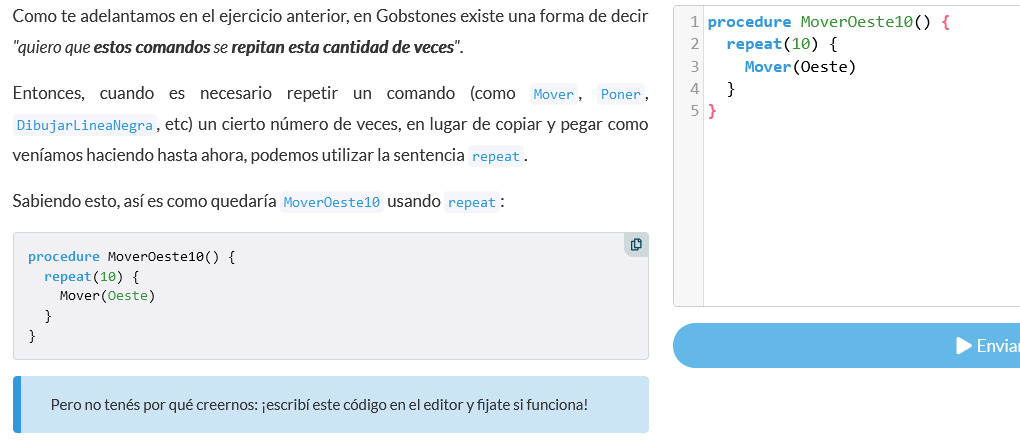 Como te adelantamos en el ejercicio anterior, en Gobstones existe una forma de decir
"quiero que estos comandos se repitan esta cantidad de veces".
Entonces, cuando es necesario repetir un comando (como Mover, Poner,
DibujarLineaNegra, etc) un cierto número de veces, en lugar de copiar y pegar como
veníamos haciendo hasta ahora, podemos utilizar la sentencia repeat.
Sabiendo esto, así es como quedaría MoverOeste10 usando repeat:
procedure MoverOeste10() {
  repeat(10) {
    Mover(Oeste)
  }
}
Pero no tenés por qué creernos: ¡escribí este código en el editor y fijate si funciona!
1 procedure MoverOeste10() {
2   repeat(10) {
3     Mover(Oeste)
4   }
5 }
Enviar